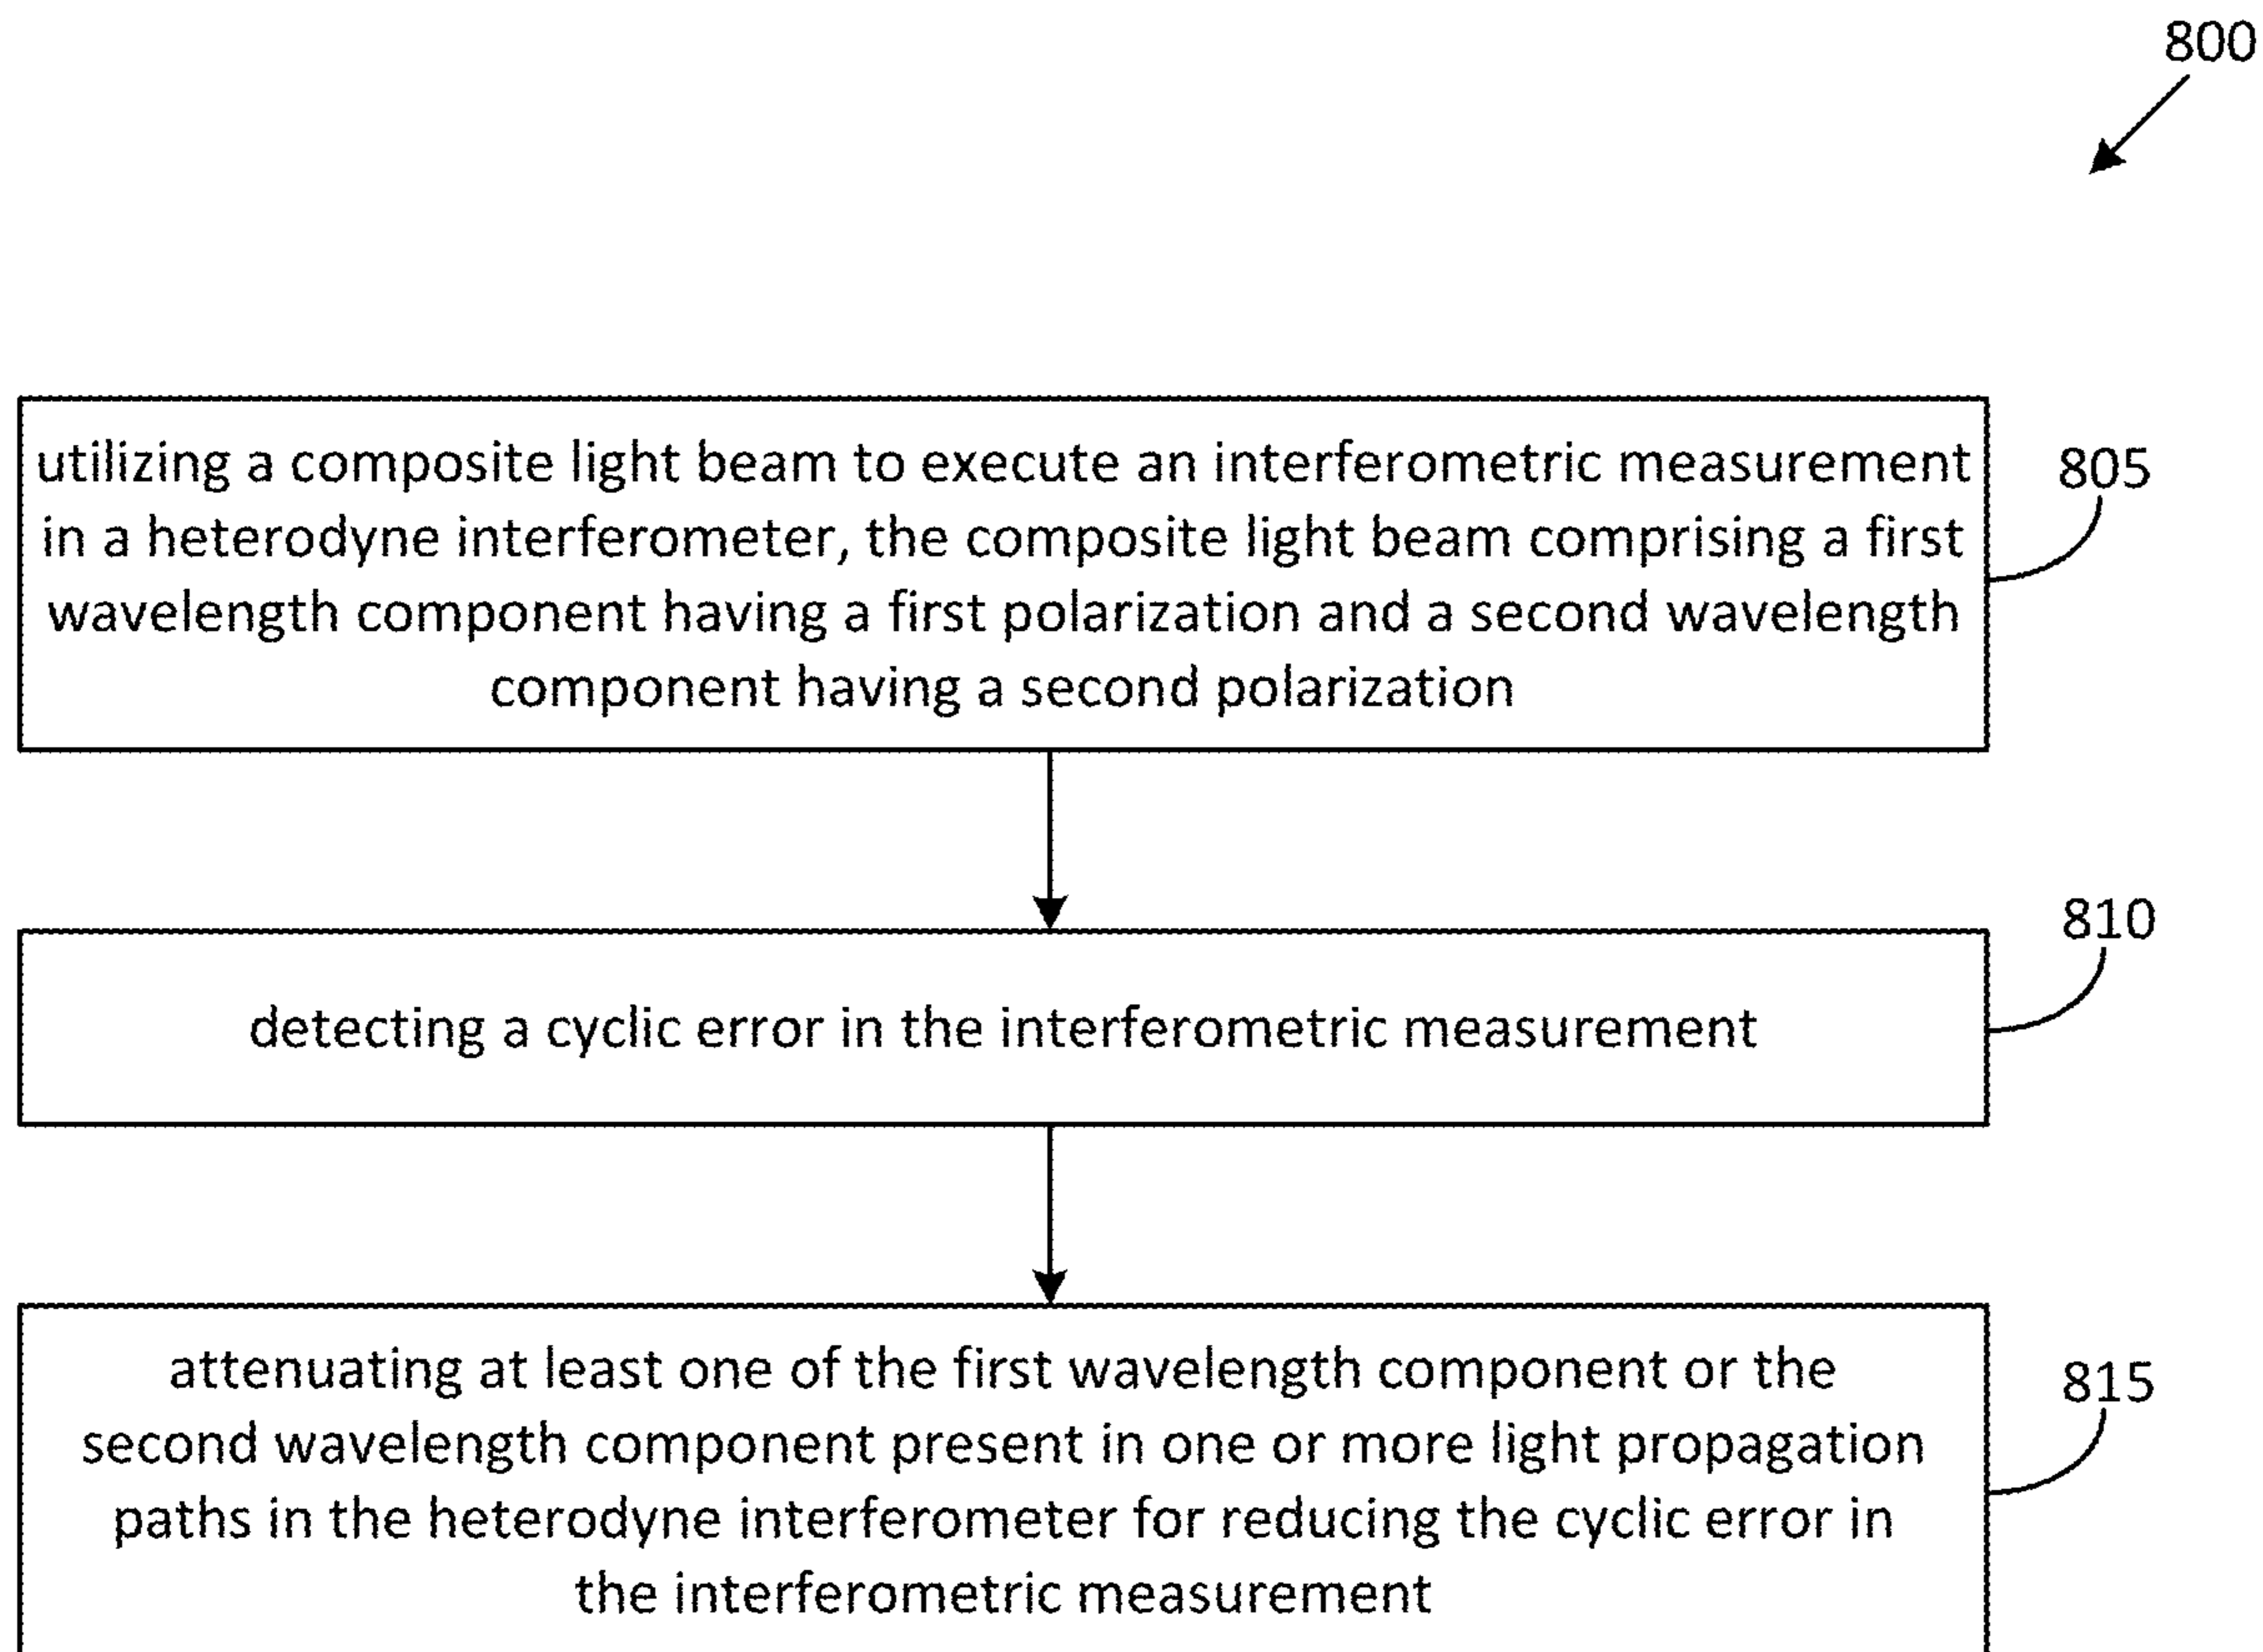 800
utilizing a composite light beam to execute an interferometric measurement
in a heterodyne interferometer, the composite light beam comprising a first
wavelength component having a first polarization and a second wavelength
component having a second polarization
805
detecting a cyclic error in the interferometric measurement
810
attenuating at least one of the first wavelength component or the
second wavelength component present in one or more light propagation
paths in the heterodyne interferometer for reducing the cyclic error in
the interferometric measurement
815